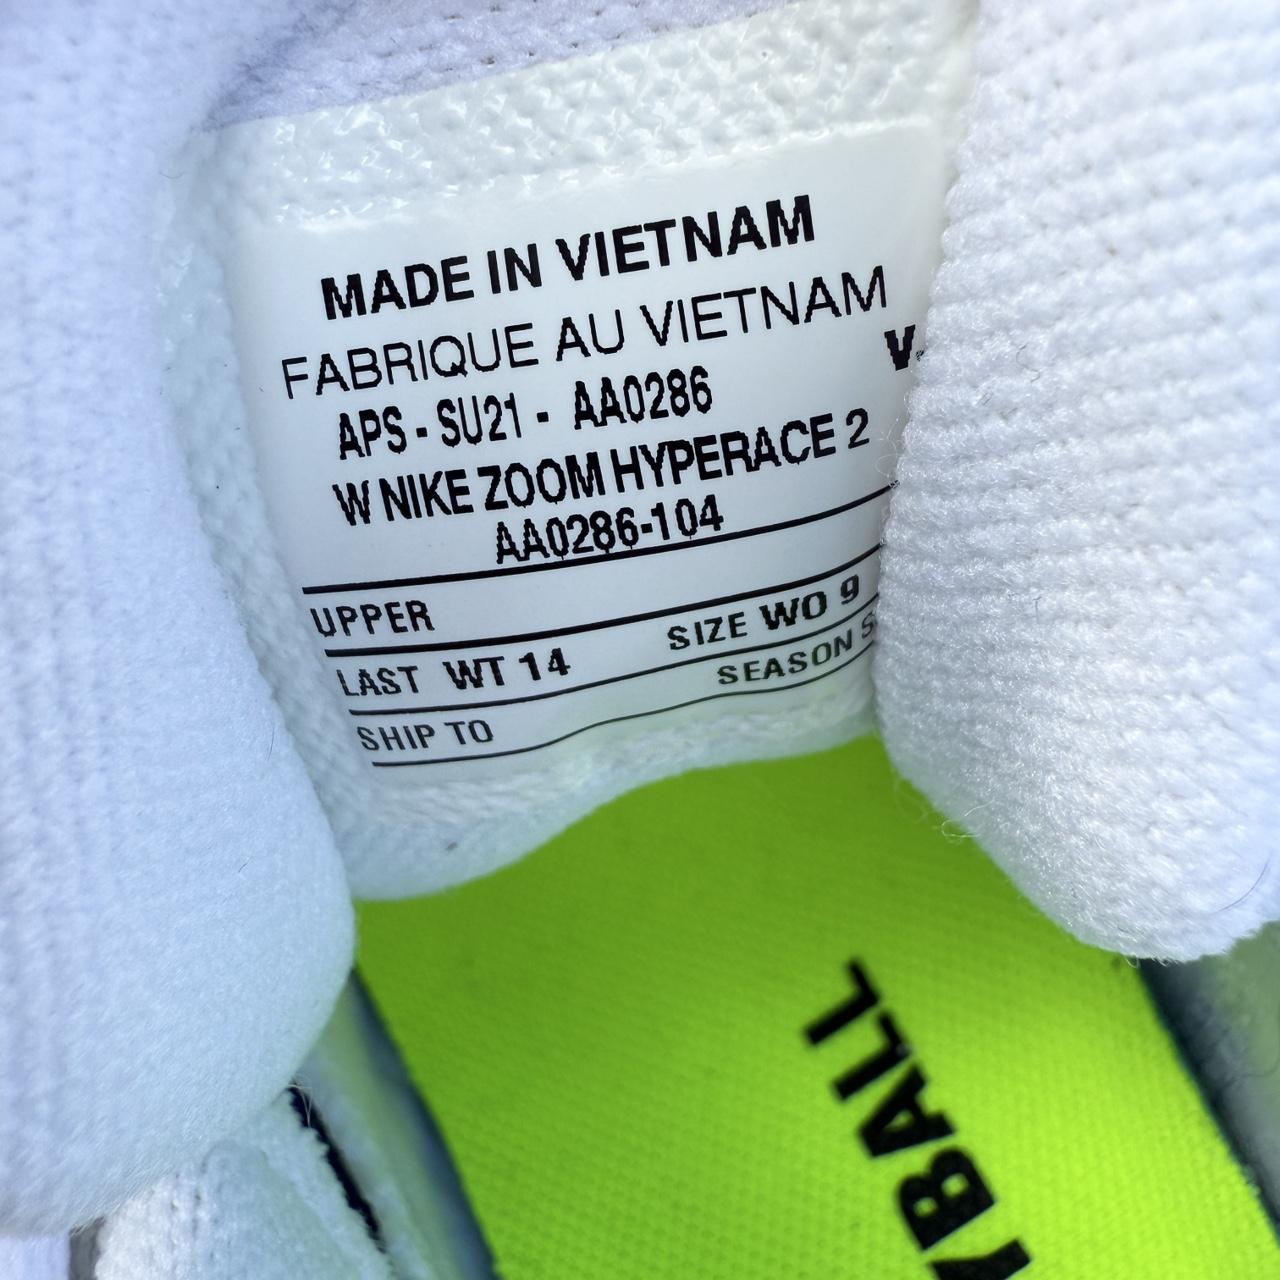 MADE IN VIETNAM
FABRIQUE AU VIETNAM
V.
APS - SU21 - AA0286
W NIKE ZOOM HYPERACE 2
AA0286-104
UPPER
SIZE WO 9
LAST WT 14
SEASON S
SHIP TO
YBALL